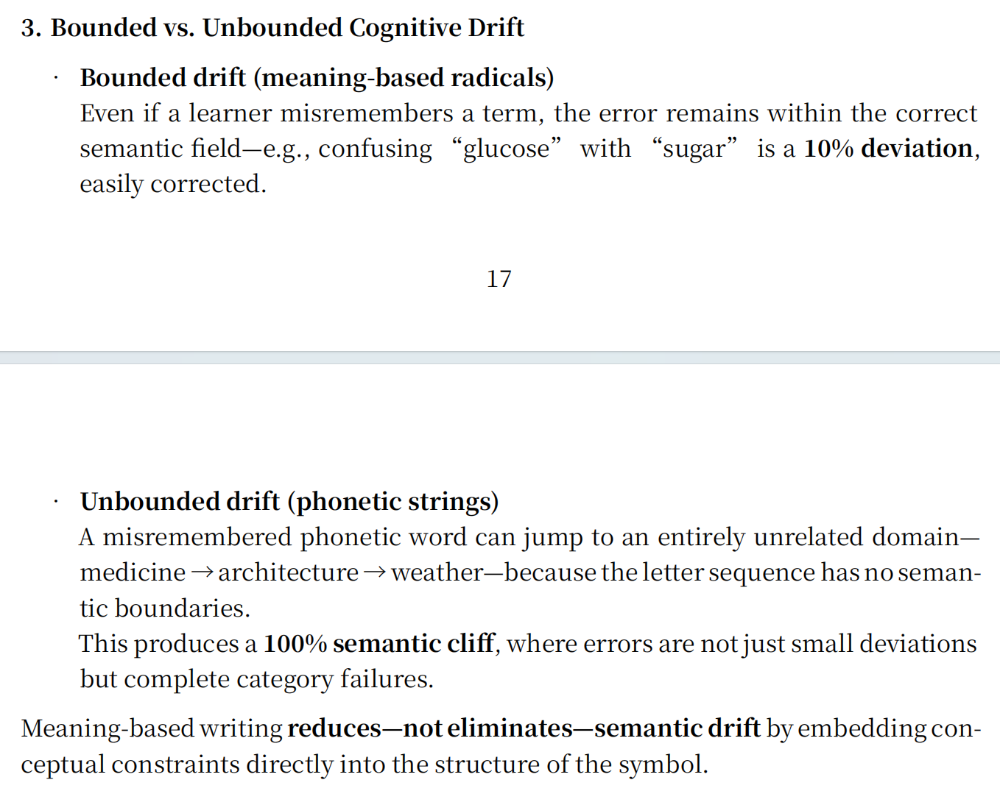 3. Bounded vs. Unbounded Cognitive Drift
· Bounded drift (meaning-based radicals)
Even if a learner misremembers a term, the error remains within the correct
semantic field—e.g., confusing “glucose” with “sugar” is a 10% deviation,
easily corrected.
17
· Unbounded drift (phonetic strings)
A misremembered phonetic word can jump to an entirely unrelated domain—
medicine → architecture → weather—because the letter sequence has no seman-
tic boundaries.
This produces a 100% semantic cliff, where errors are not just small deviations
but complete category failures.
Meaning-based writing reduces—not eliminates—semantic drift by embedding con-
ceptual constraints directly into the structure of the symbol.